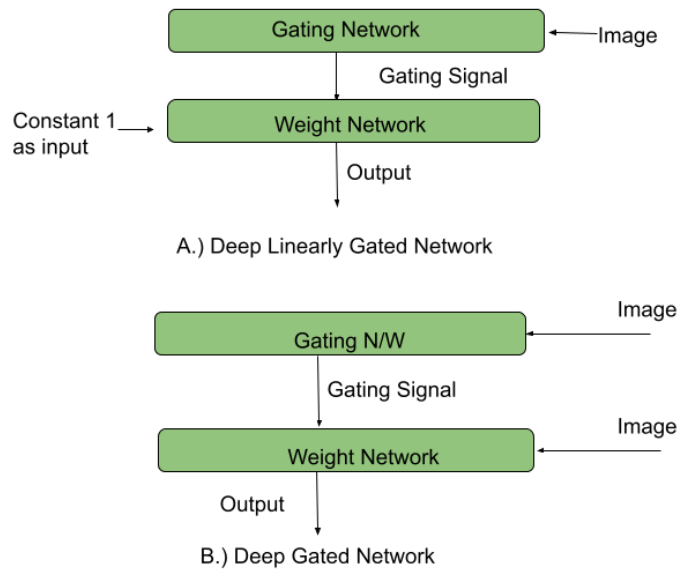 Gating Network
Image
Gating Signal
Constant 1
as input
Weight Network
Output
A.) Deep Linearly Gated Network
Image
Gating N/W
Gating Signal
Image
Weight Network
Output
B.) Deep Gated Network